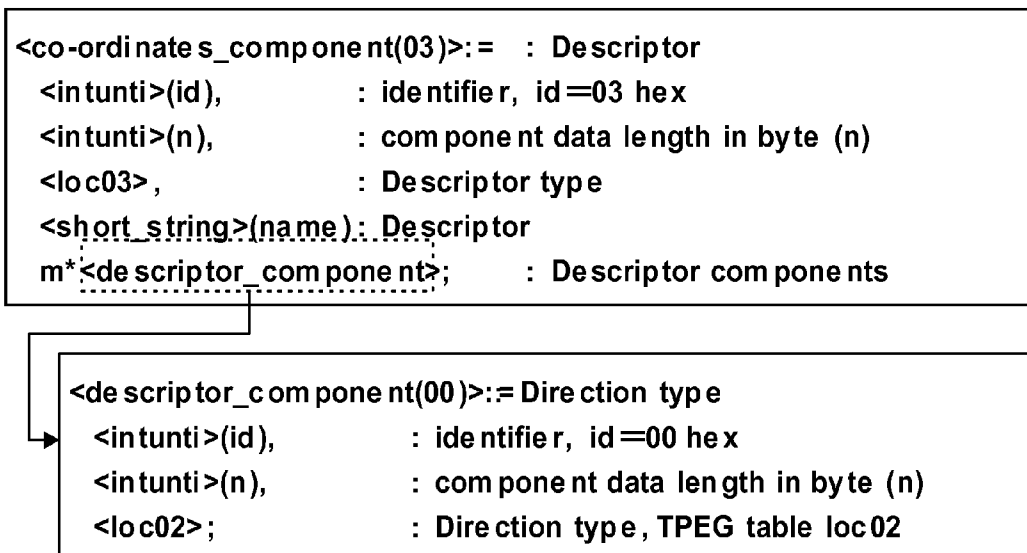 <co-ordinates_component(03)>:= : Descriptor
<intunti>(id), : identifier, id=03 hex
<intunti>(n), : component data length in byte (n)
<loc03>, : Descriptor type
<short_string>(name): Descriptor
m*<descriptor_component>; : Descriptor components
<descriptor_component(00)>:= Direction type
<intunti>(id), : identifier, id=00 hex
<intunti>(n), : component data length in byte (n)
<loc02>; : Direction type, TPEG table loc02